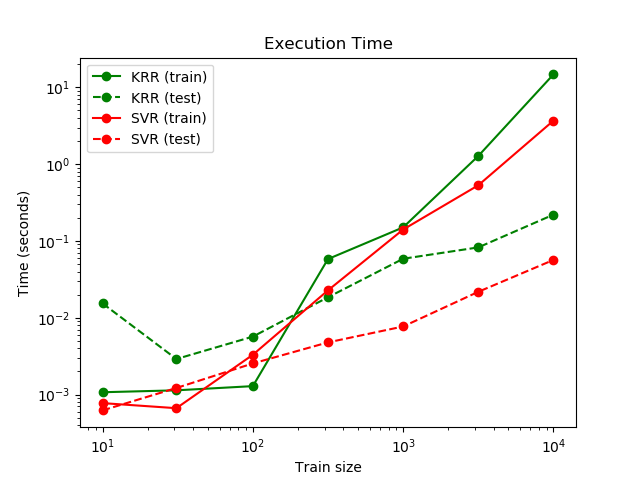 Execution Time
KRR (train)
KRR (test)
SVR (train)
SVR (test)
Time (seconds)
10¹
10⁰
10⁻¹
10⁻²
10⁻³
10¹
10²
10³
10⁴
Train size